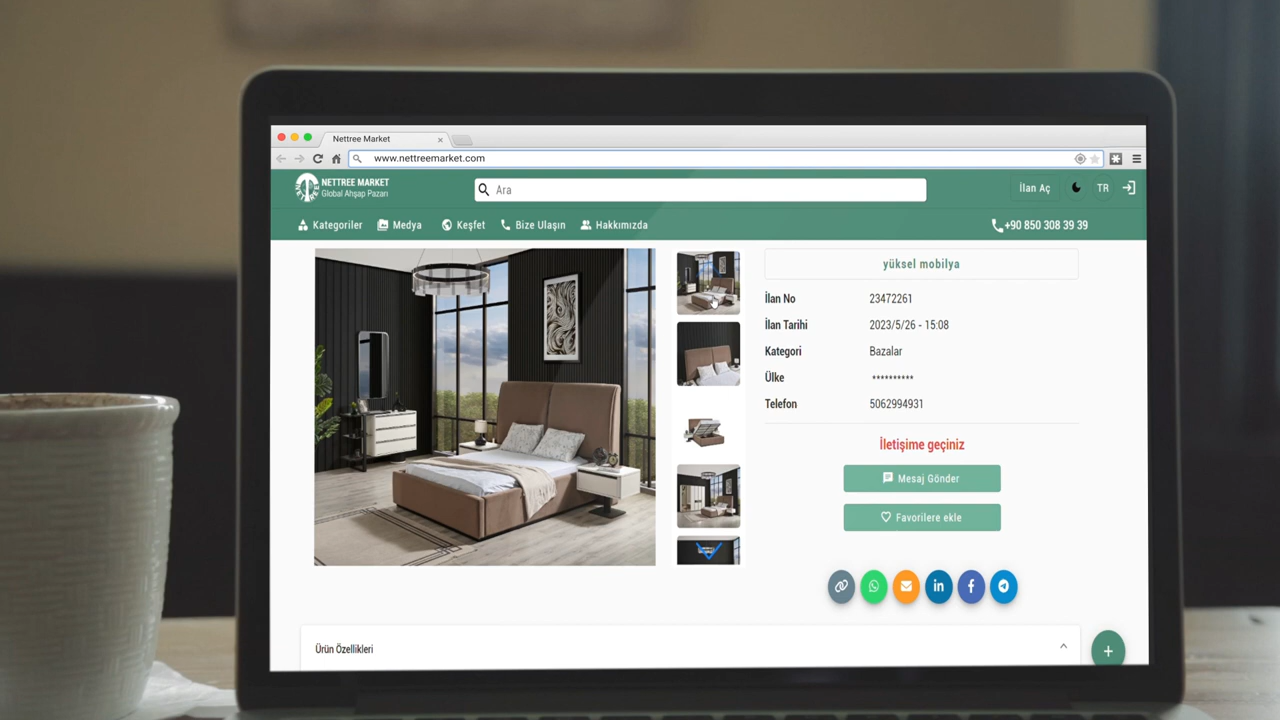 Nettree Market
www.nettreemarket.com
NETTREE MARKET
Global Ahşap Pazarı
Ara
İlan Aç
TR
Kategoriler
Medya
Keşfet
Bize Ulaşın
Hakkımızda
+90 850 308 39 39
yüksel mobilya
İlan No 23472261
İlan Tarihi 2023/5/26 - 15:08
Kategori Bazalar
Ülke **********
Telefon 5062994931
İletişime geçiniz
Mesaj Gönder
Favorilere ekle
in
f
Ürün Özellikleri
+